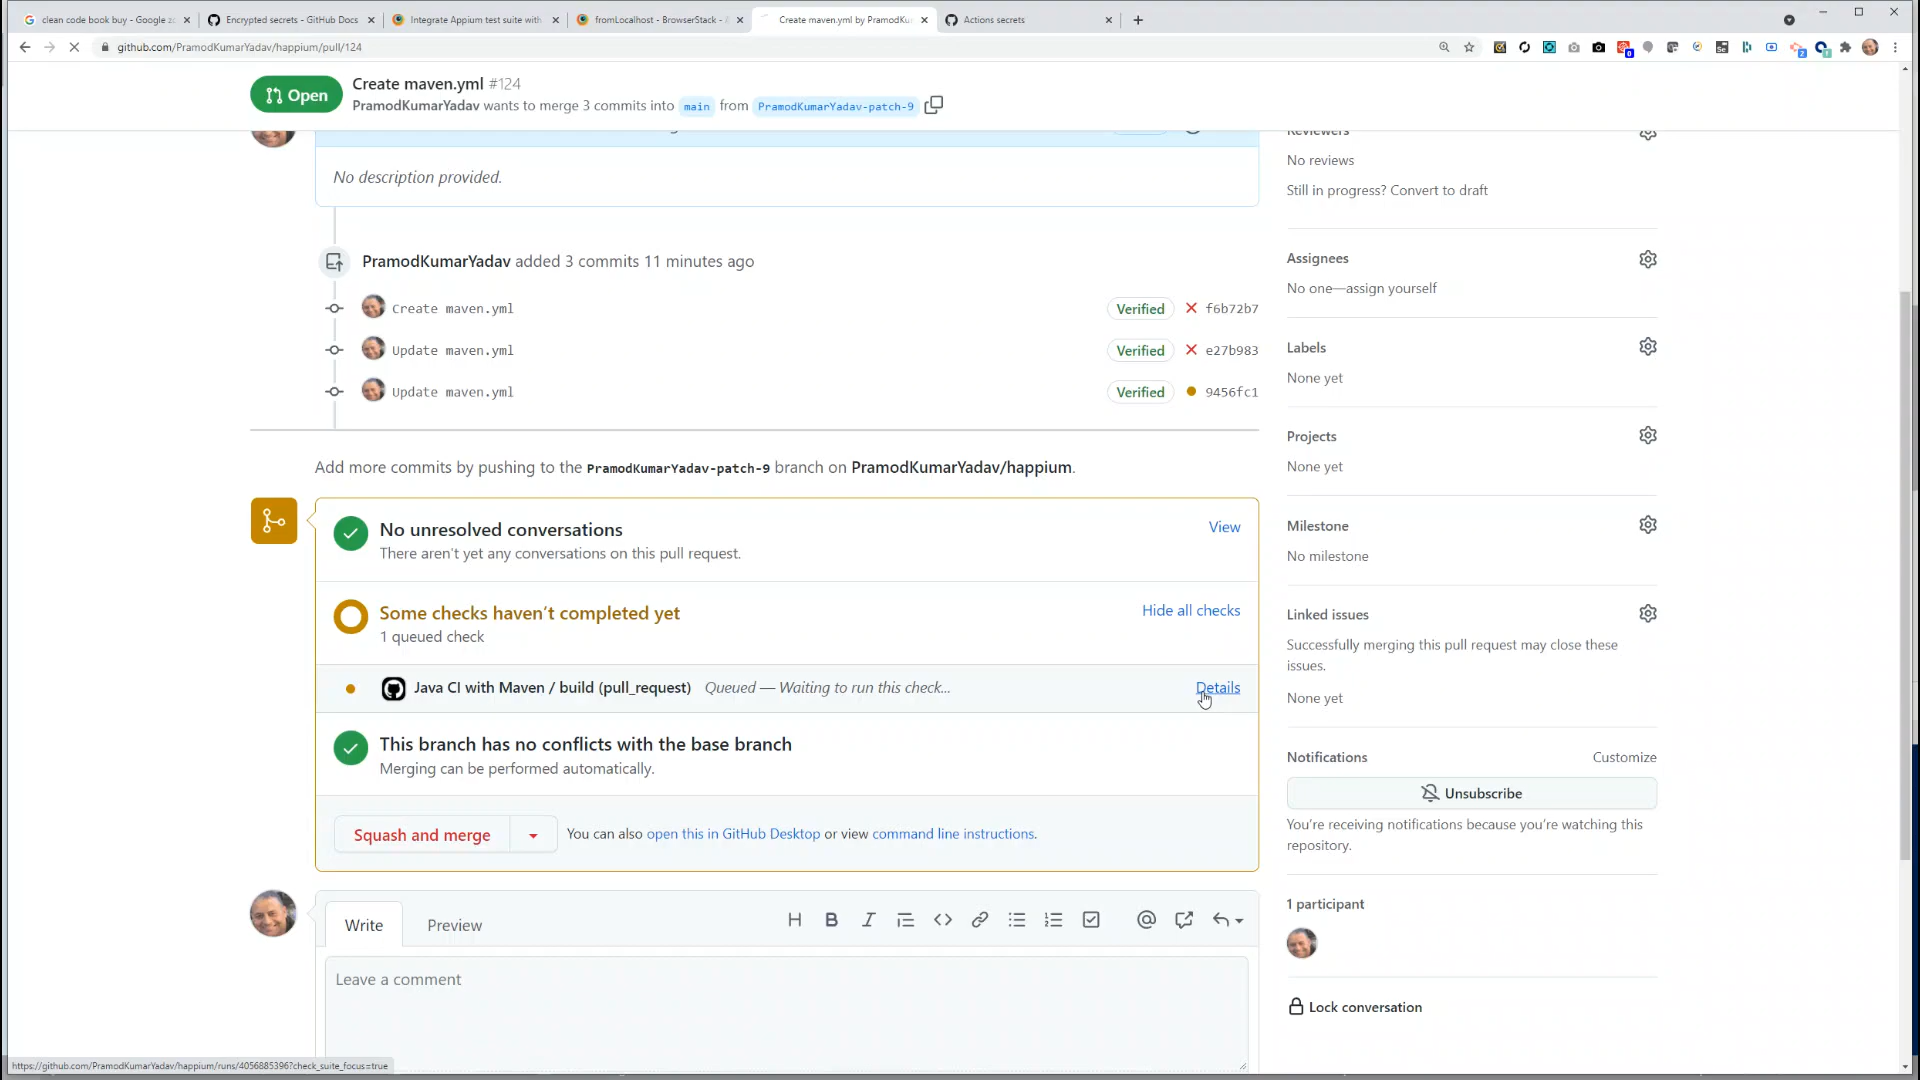 clean code book buy - Google z
Encrypted secrets - GitHub Docs
Integrate Appium test suite with
fromLocalhost - BrowserStack - A
Create maven.yml by PramodKu
Actions secrets
github.com/PramodKumarYadav/happium/pull/124
Open
Create maven.yml #124
PramodKumarYadav wants to merge 3 commits into main from PramodKumarYadav-patch-9
No description provided.
PramodKumarYadav added 3 commits 11 minutes ago
Create maven.yml Verified f6b72b7
Update maven.yml Verified e27b983
Update maven.yml Verified 9456fc1
Add more commits by pushing to the PramodKumarYadav-patch-9 branch on PramodKumarYadav/happium.
No unresolved conversations
View
There aren't yet any conversations on this pull request.
Some checks haven't completed yet
Hide all checks
1 queued check
Java CI with Maven / build (pull_request) Queued — Waiting to run this check... Details
This branch has no conflicts with the base branch
Merging can be performed automatically.
Squash and merge
You can also open this in GitHub Desktop or view command line instructions.
Write
Preview
Leave a comment
Reviewers
No reviews
Still in progress? Convert to draft
Assignees
No one—assign yourself
Labels
None yet
Projects
None yet
Milestone
No milestone
Linked issues
Successfully merging this pull request may close these
issues.
None yet
Notifications
Customize
Unsubscribe
You're receiving notifications because you're watching this
repository.
1 participant
Lock conversation
https://github.com/PramodKumarYadav/happium/runs/4056885396?check_suite_focus=true